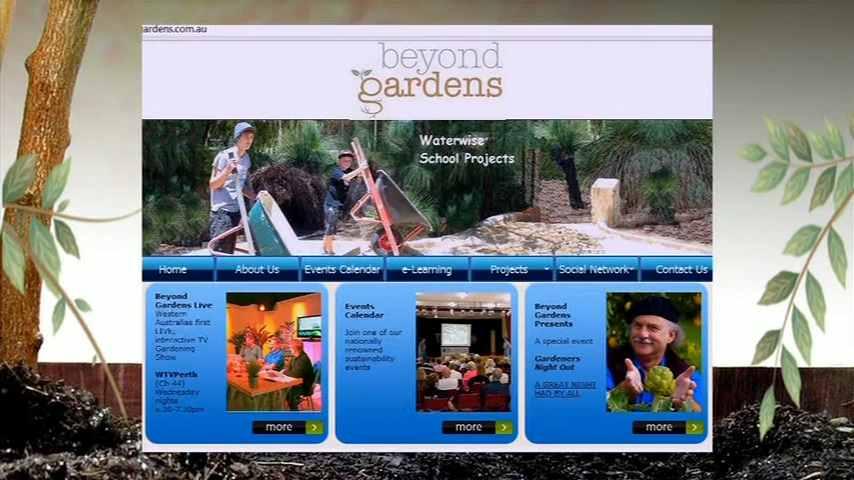 ardens.com.au
beyond
gardens
Waterwise
School Projects
Home
About Us
Events Calendar
e-Learning
Projects
Social Network
Contact Us
Beyond
Gardens Live
Western
Australias first
LIVE,
interactive TV
Gardening
Show
WTVPerth
(Ch 44)
Wednesday
nights
6.30-7.30pm
more
Events
Calendar
Join one of our
nationally
renowned
sustainability
events
more
Beyond
Gardens
Presents
A special event
Gardeners
Night Out
A GREAT NIGHT
HAD BY ALL
more